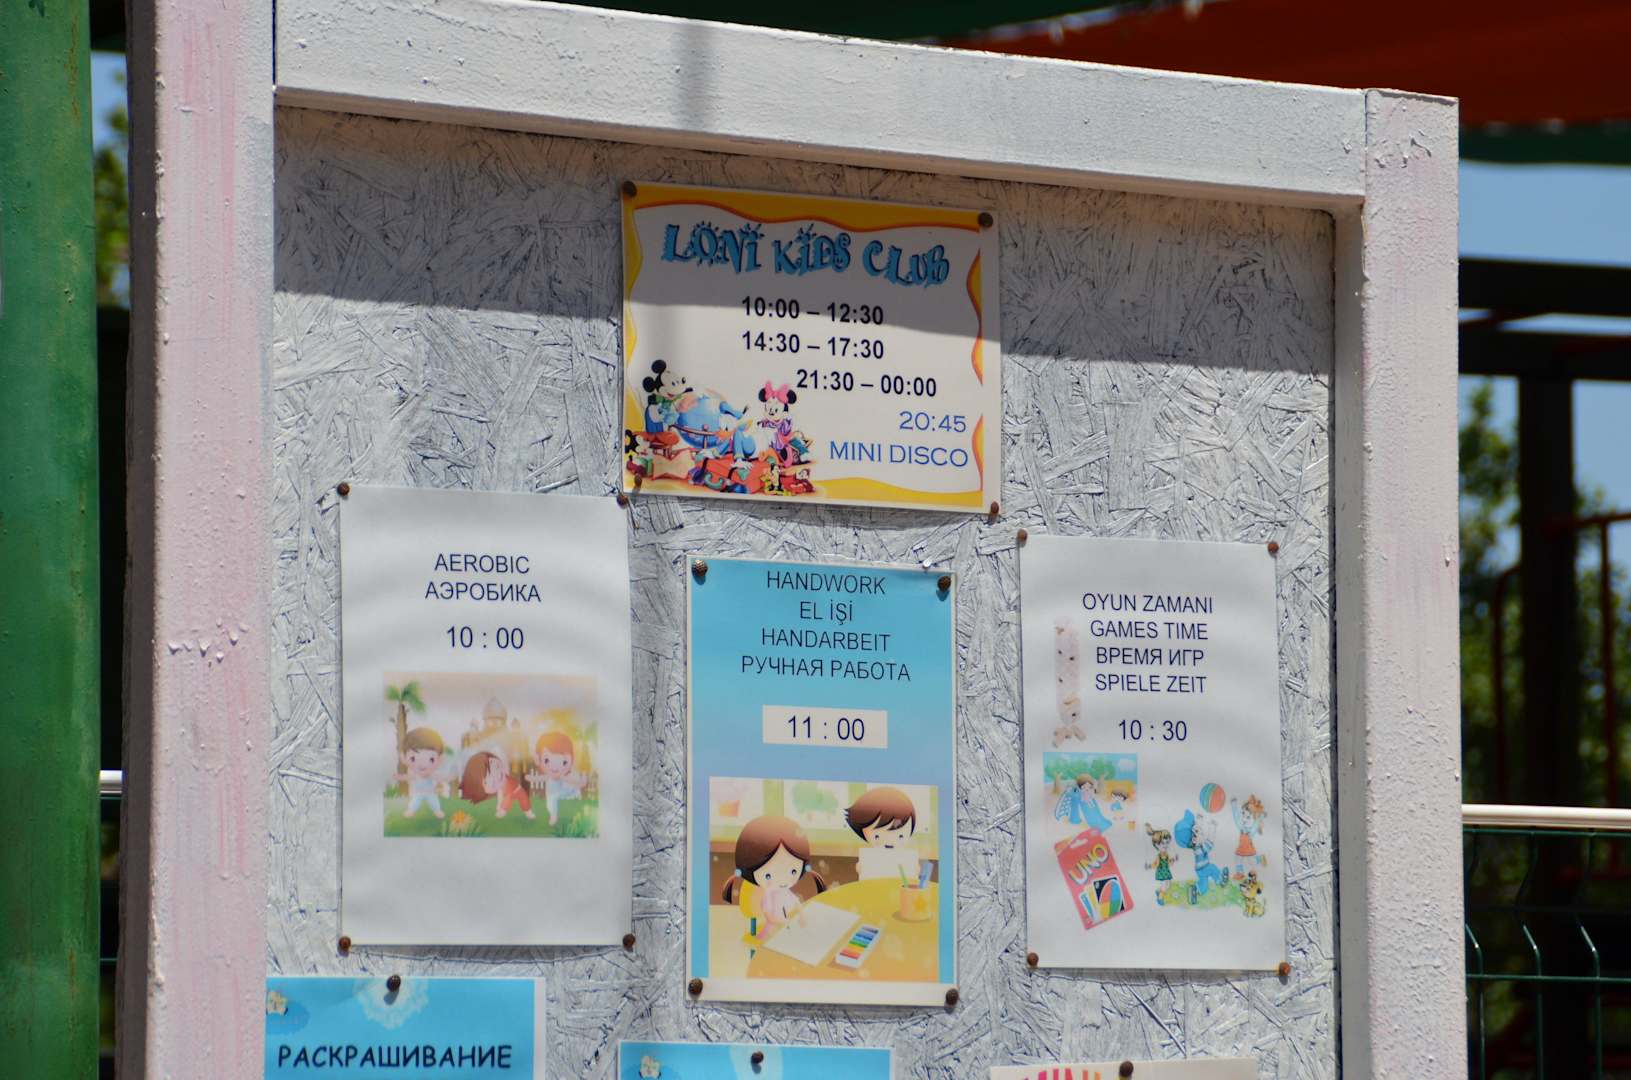 LONİ KİDS CLUB
10:00 – 12:30
14:30 – 17:30
21:30 – 00:00
20:45
MINI DISCO
AEROBIC
АЭРОБИКА
10 : 00
HANDWORK
EL İŞİ
HANDARBEIT
РУЧНАЯ РАБОТА
11 : 00
OYUN ZAMANI
GAMES TIME
ВРЕМЯ ИГР
SPIELE ZEIT
10 : 30
UNO
РАСКРАШИВАНИЕ